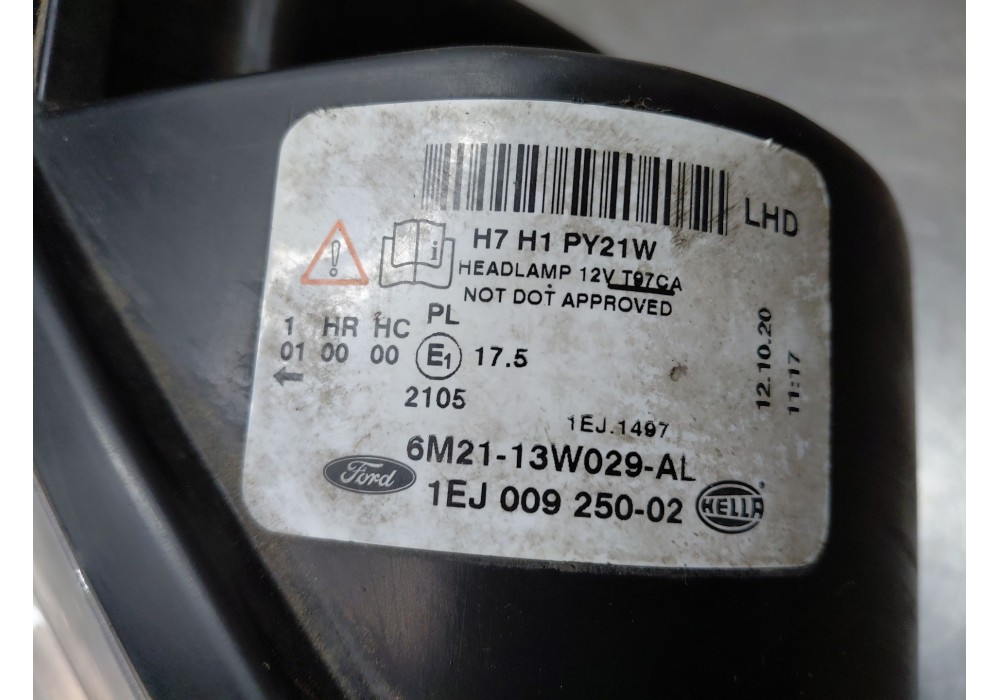 LHD
H7 H1 PY21W
HEADLAMP 12V T97CA
NOT DOT APPROVED
1 HR HC PL
01 00 00 E1 17.5
2105
12.10.20
11:17
1EJ.1497
6M21-13W029-AL
Ford
1EJ 009 250-02 HELLA